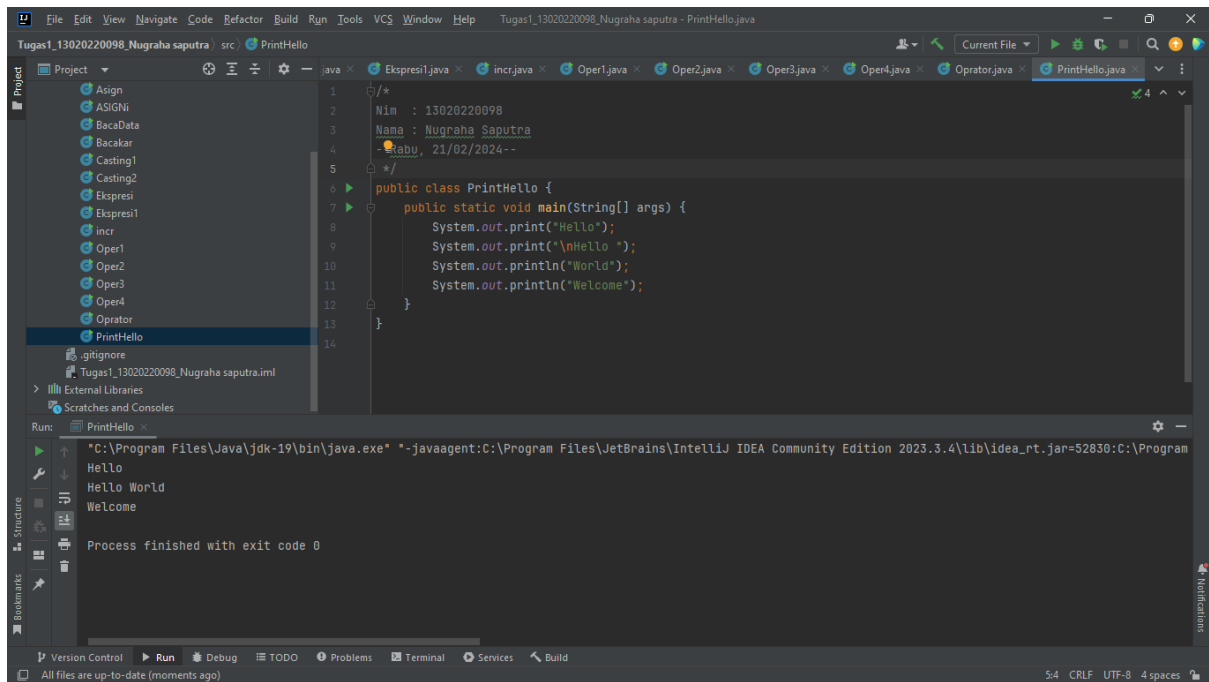 File Edit View Navigate Code Refactor Build Run Tools VCS Window Help Tugas1_13020220098_Nugraha saputra - PrintHello.java
Tugas1_13020220098_Nugraha saputra src PrintHello Current File
Project java Ekspresi1.java incr.java Oper1.java Oper2.java Oper3.java Oper4.java Oprator.java PrintHello.java
Project
Asign
ASIGNi
BacaData
Bacakar
Casting1
Casting2
Ekspresi
Ekspresi1
incr
Oper1
Oper2
Oper3
Oper4
Oprator
PrintHello
.gitignore
Tugas1_13020220098_Nugraha saputra.iml
External Libraries
Scratches and Consoles
4
1 /*
2 Nim : 13020220098
3 Nama : Nugraha Saputra
4 --Rabu, 21/02/2024--
5 */
6 public class PrintHello {
7 public static void main(String[] args) {
8 System.out.print("Hello");
9 System.out.print("\nHello ");
10 System.out.println("World");
11 System.out.println("Welcome");
12 }
13 }
14
Run: PrintHello
"C:\Program Files\Java\jdk-19\bin\java.exe" "-javaagent:C:\Program Files\JetBrains\IntelliJ IDEA Community Edition 2023.3.4\lib\idea_rt.jar=52830:C:\Program
Hello
Hello World
Welcome
Process finished with exit code 0
Structure
Bookmarks
Notifications
Version Control Run Debug TODO Problems Terminal Services Build
All files are up-to-date (moments ago) 5:4 CRLF UTF-8 4 spaces